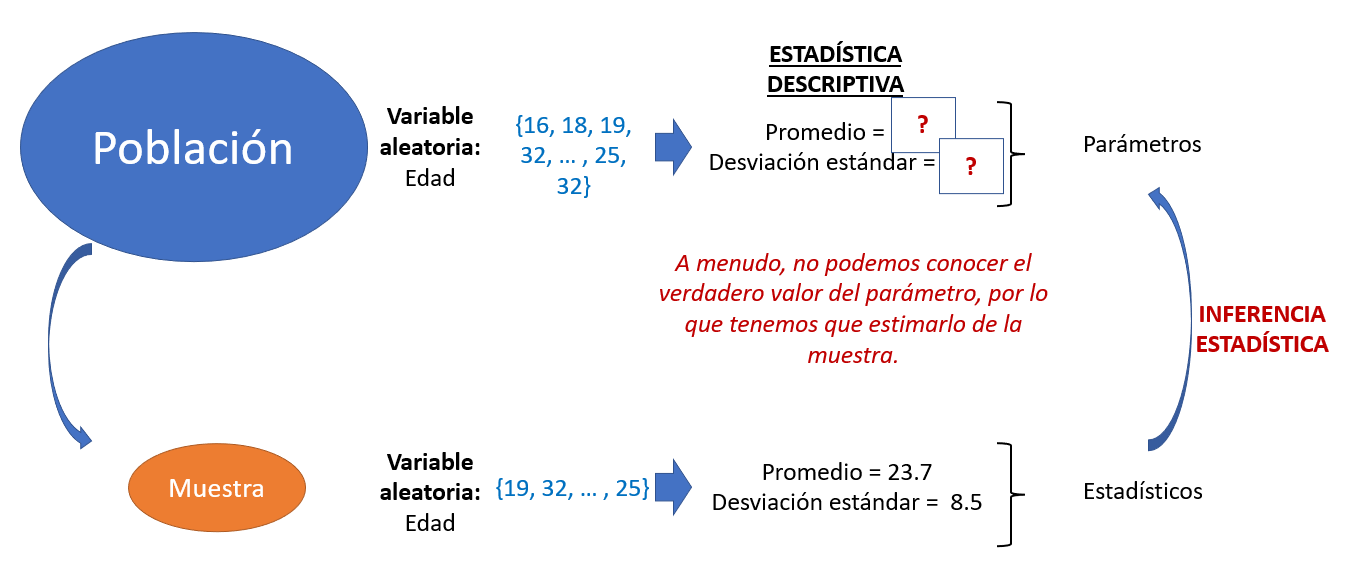 Población
Variable
aleatoria:
Edad
{16, 18, 19,
32, ... , 25,
32}
ESTADÍSTICA
DESCRIPTIVA
Promedio = ?
Desviación estándar = ?
Parámetros
A menudo, no podemos conocer el
verdadero valor del parámetro, por lo
que tenemos que estimarlo de la
muestra.
INFERENCIA
ESTADÍSTICA
Muestra
Variable
aleatoria:
Edad
{19, 32, ... , 25}
Promedio = 23.7
Desviación estándar = 8.5
Estadísticos